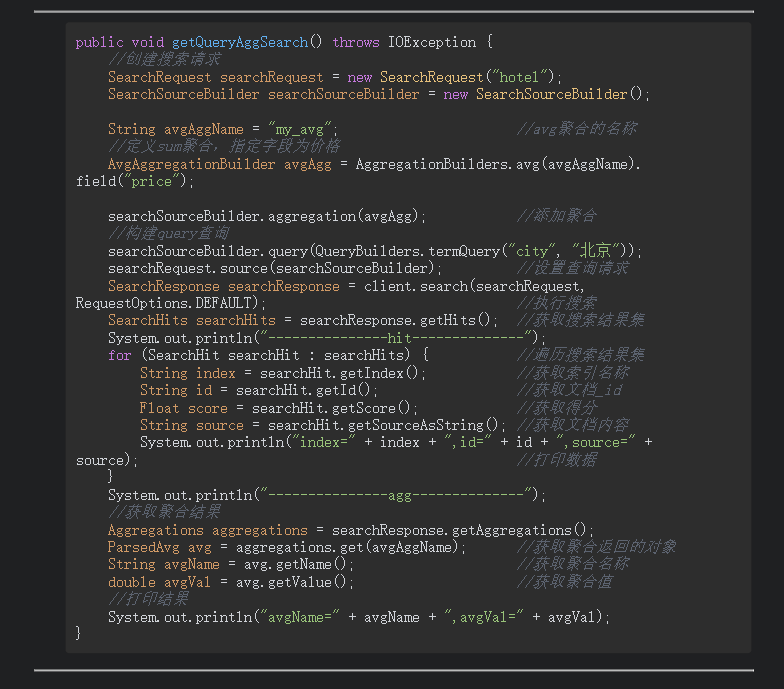 public void getQueryAggSearch() throws IOException {
//创建搜索请求
SearchRequest searchRequest = new SearchRequest("hotel");
SearchSourceBuilder searchSourceBuilder = new SearchSourceBuilder();
String avgAggName = "my_avg"; //avg聚合的名称
//定义sum聚合，指定字段为价格
AvgAggregationBuilder avgAgg = AggregationBuilders.avg(avgAggName).
field("price");
searchSourceBuilder.aggregation(avgAgg); //添加聚合
//构建query查询
searchSourceBuilder.query(QueryBuilders.termQuery("city", "北京"));
searchRequest.source(searchSourceBuilder); //设置查询请求
SearchResponse searchResponse = client.search(searchRequest,
RequestOptions.DEFAULT); //执行搜索
SearchHits searchHits = searchResponse.getHits(); //获取搜索结果集
System.out.println("---------------hit--------------");
for (SearchHit searchHit : searchHits) { //遍历搜索结果集
String index = searchHit.getIndex(); //获取索引名称
String id = searchHit.getId(); //获取文档_id
Float score = searchHit.getScore(); //获取得分
String source = searchHit.getSourceAsString(); //获取文档内容
System.out.println("index=" + index + ",id=" + id + ",source=" +
source); //打印数据
}
System.out.println("---------------agg--------------");
//获取聚合结果
Aggregations aggregations = searchResponse.getAggregations();
ParsedAvg avg = aggregations.get(avgAggName); //获取聚合返回的对象
String avgName = avg.getName(); //获取聚合名称
double avgVal = avg.getValue(); //获取聚合值
//打印结果
System.out.println("avgName=" + avgName + ",avgVal=" + avgVal);
}